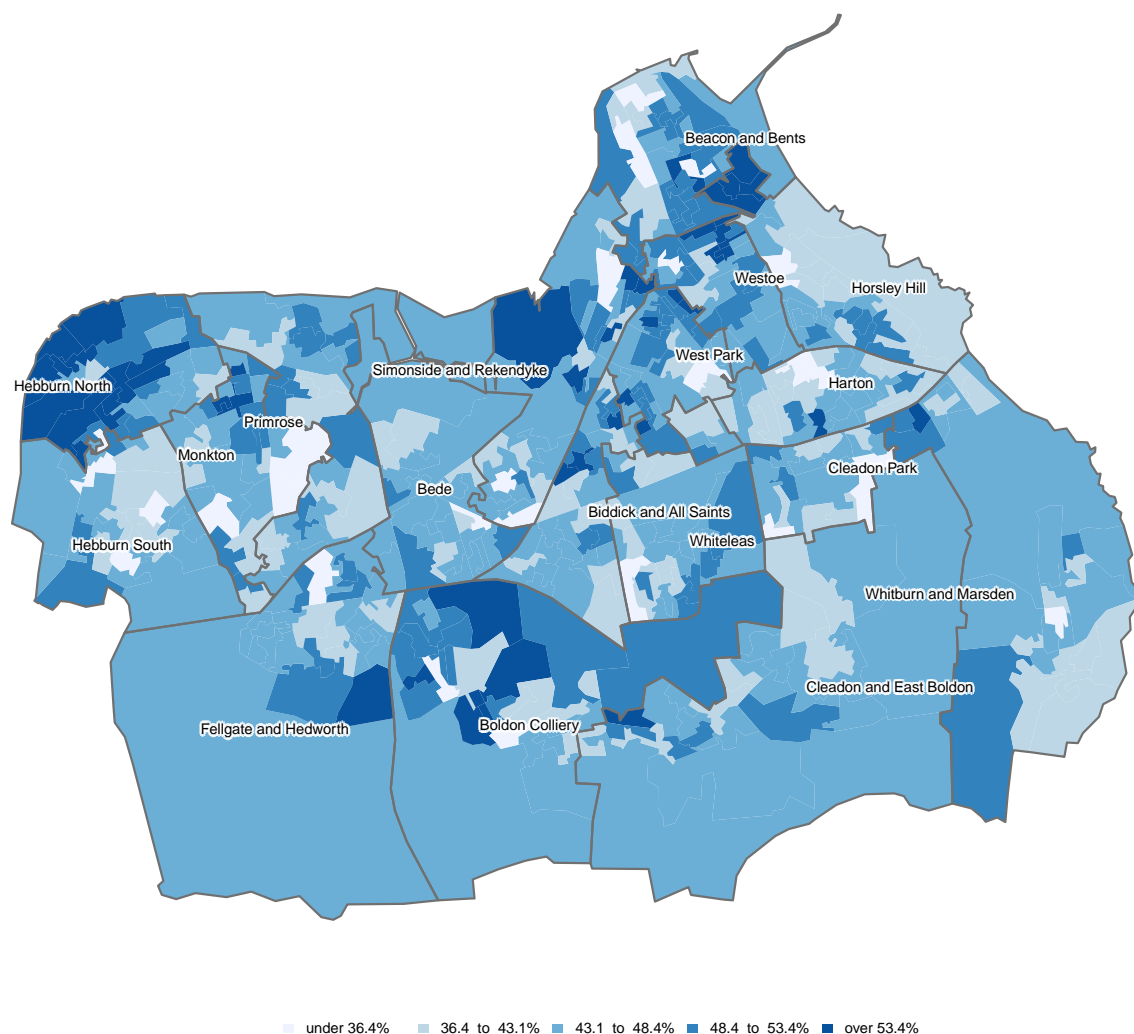 Beacon and Bents
Westoe
Horsley Hill
West Park
Simonside and Rekendyke
Harton
Hebburn North
Primrose
Monkton
Cleadon Park
Bede
Biddick and All Saints
Whiteleas
Hebburn South
Whitburn and Marsden
Cleadon and East Boldon
Boldon Colliery
Fellgate and Hedworth
under 36.4% 36.4 to 43.1% 43.1 to 48.4% 48.4 to 53.4% over 53.4%